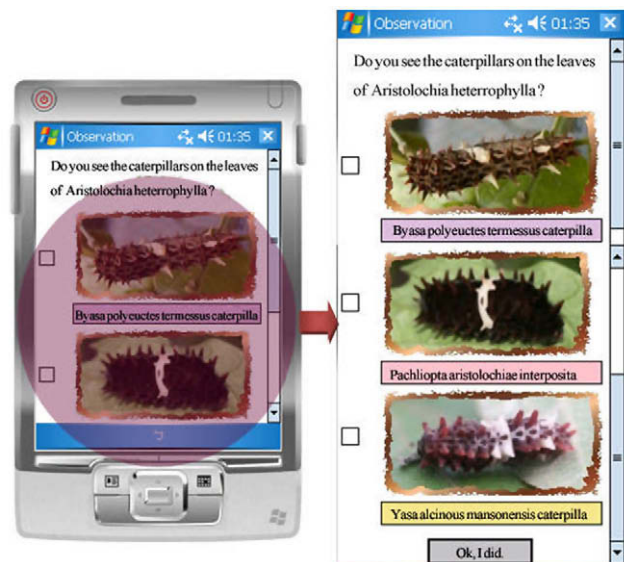 Observation
01:35
Do you see the caterpillars on the leaves
of Aristolochia heterrophylla?
Byasa polyeuctes termessus caterpilla
Observation
01:35
Do you see the caterpillars on the leaves
of Aristolochia heterrophylla?
Byasa polyeuctes termessus caterpilla
Pachliopta aristolochiae interposita
Yasa alcinous mansonensis caterpilla
Ok, I did.